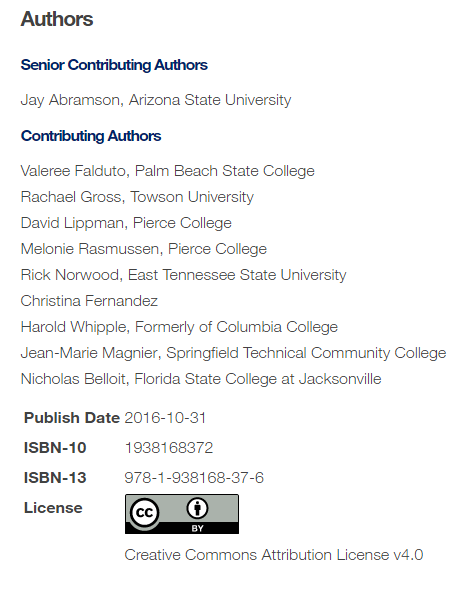 Authors
Senior Contributing Authors
Jay Abramson, Arizona State University
Contributing Authors
Valeree Falduto, Palm Beach State College
Rachael Gross, Towson University
David Lippman, Pierce College
Melonie Rasmussen, Pierce College
Rick Norwood, East Tennessee State University
Christina Fernandez
Harold Whipple, Formerly of Columbia College
Jean-Marie Magnier, Springfield Technical Community College
Nicholas Belloit, Florida State College at Jacksonville
Publish Date 2016-10-31
ISBN-10 1938168372
ISBN-13 978-1-938168-37-6
License
cc
BY
Creative Commons Attribution License v4.0